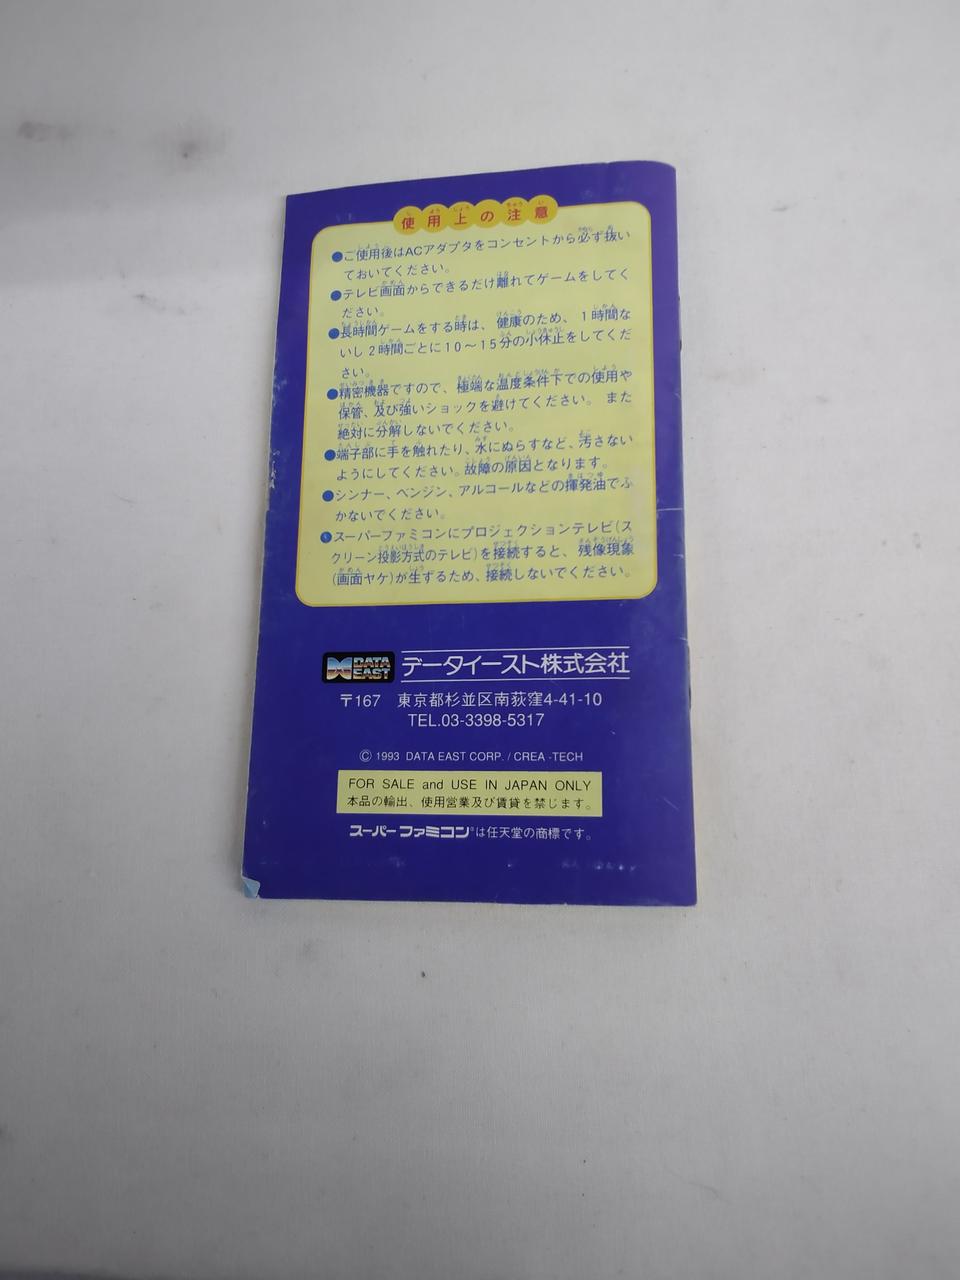 使用上の注意
●ご使用後はACアダプタをコンセントから必ず抜い
ておいてください。
●テレビ画面からできるだけ離れてゲームをしてく
ださい。
●長時間ゲームをする時は、健康のため、1時間な
いし2時間ごとに10～15分の小休止をしてくだ
さい。
●精密機器ですので、極端な温度条件下での使用や
保管、及び強いショックを避けてください。また
絶対に分解しないでください。
●端子部に手を触れたり、水にぬらすなど、汚さない
ようにしてください。故障の原因となります。
●シンナー、ベンジン、アルコールなどの揮発油でふ
かないでください。
●スーパーファミコンにプロジェクションテレビ(ス
クリーン投影方式のテレビ)を接続すると、残像現象
(画面ヤケ)が生ずるため、接続しないでください。
DATA EAST データイースト株式会社
〒167 東京都杉並区南荻窪4-41-10
TEL.03-3398-5317
© 1993 DATA EAST CORP. / CREA-TECH
FOR SALE and USE IN JAPAN ONLY
本品の輸出、使用営業及び賃貸を禁じます。
スーパーファミコン®は任天堂の商標です。